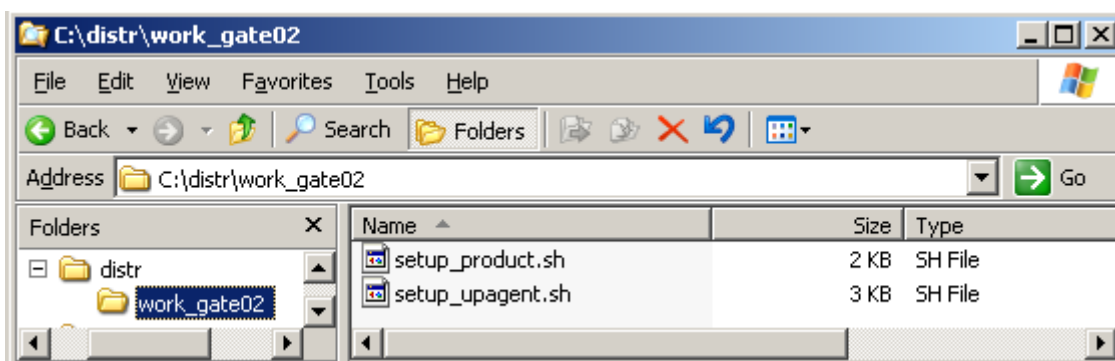 C:\distr\work_gate02
File Edit View Favorites Tools Help
Back Search Folders
Address C:\distr\work_gate02 Go
Folders Name Size Type
distr setup_product.sh 2 KB SH File
work_gate02 setup_upagent.sh 3 KB SH File